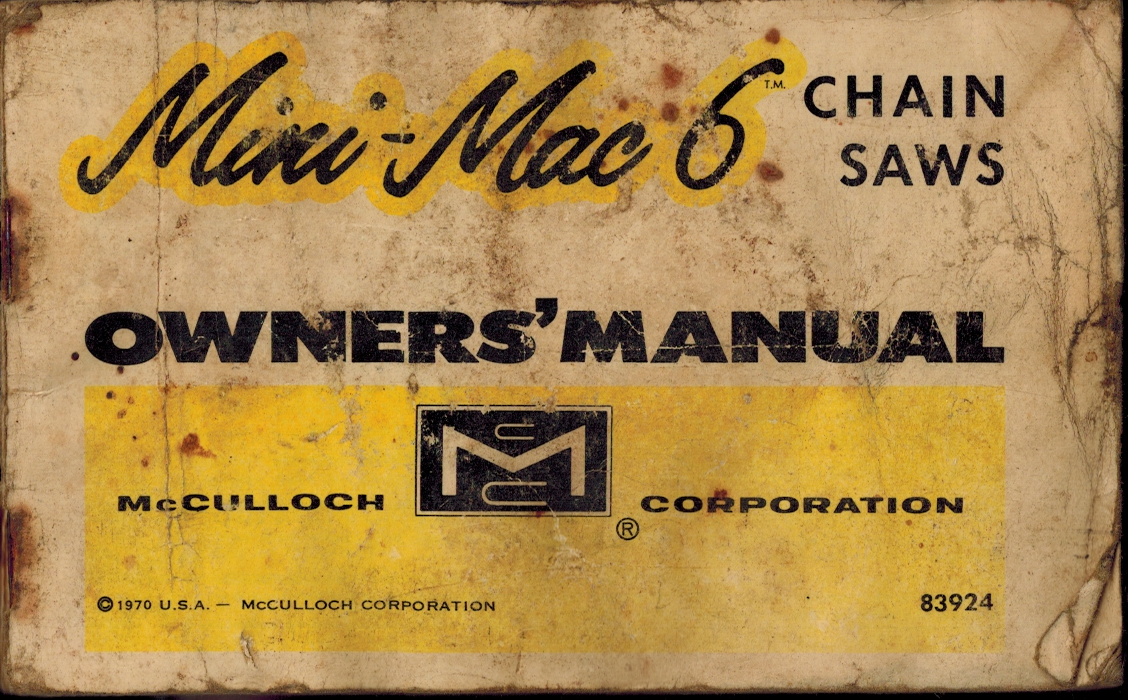 Mini-Mac 6 T.M.
CHAIN
SAWS
OWNERS' MANUAL
McCULLOCH
CORPORATION
®
© 1970 U.S.A. — McCULLOCH CORPORATION
83924